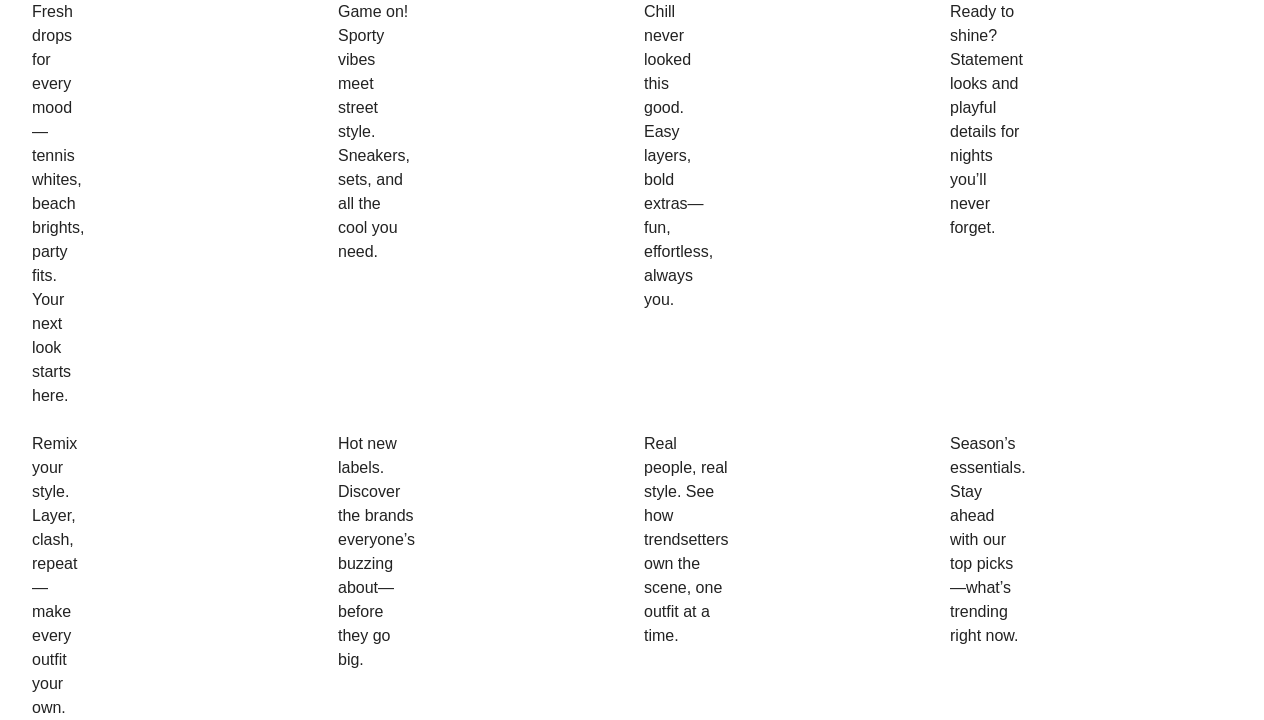 Fresh
drops
for
every
mood
—
tennis
whites,
beach
brights,
party
fits.
Your
next
look
starts
here.
Game on!
Sporty
vibes
meet
street
style.
Sneakers,
sets, and
all the
cool you
need.
Chill
never
looked
this
good.
Easy
layers,
bold
extras—
fun,
effortless,
always
you.
Ready to
shine?
Statement
looks and
playful
details for
nights
you’ll
never
forget.
Remix
your
style.
Layer,
clash,
repeat
—
make
every
outfit
your
own.
Hot new
labels.
Discover
the brands
everyone’s
buzzing
about—
before
they go
big.
Real
people, real
style. See
how
trendsetters
own the
scene, one
outfit at a
time.
Season’s
essentials.
Stay
ahead
with our
top picks
—what’s
trending
right now.